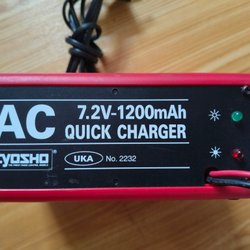 AC
7.2V-1200mAh
QUICK CHARGER
KYOSHO
UKA No. 2232